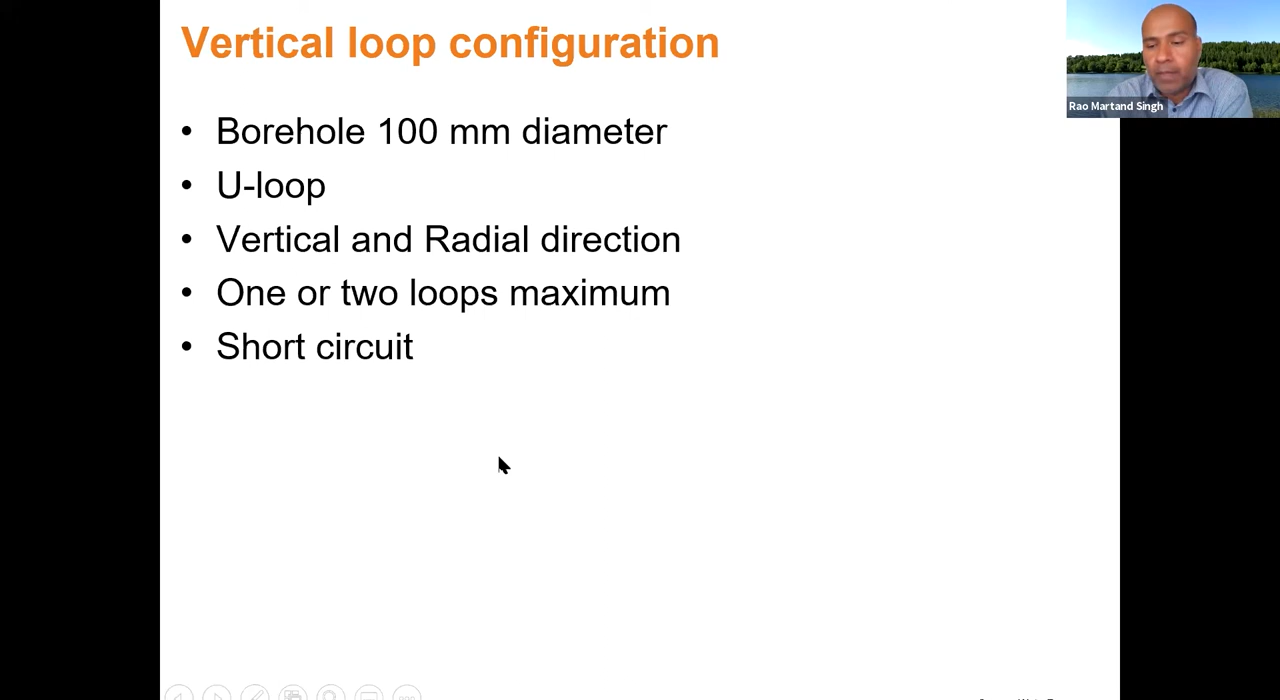 Vertical loop configuration
Rao Martand Singh
• Borehole 100 mm diameter
• U-loop
• Vertical and Radial direction
• One or two loops maximum
• Short circuit